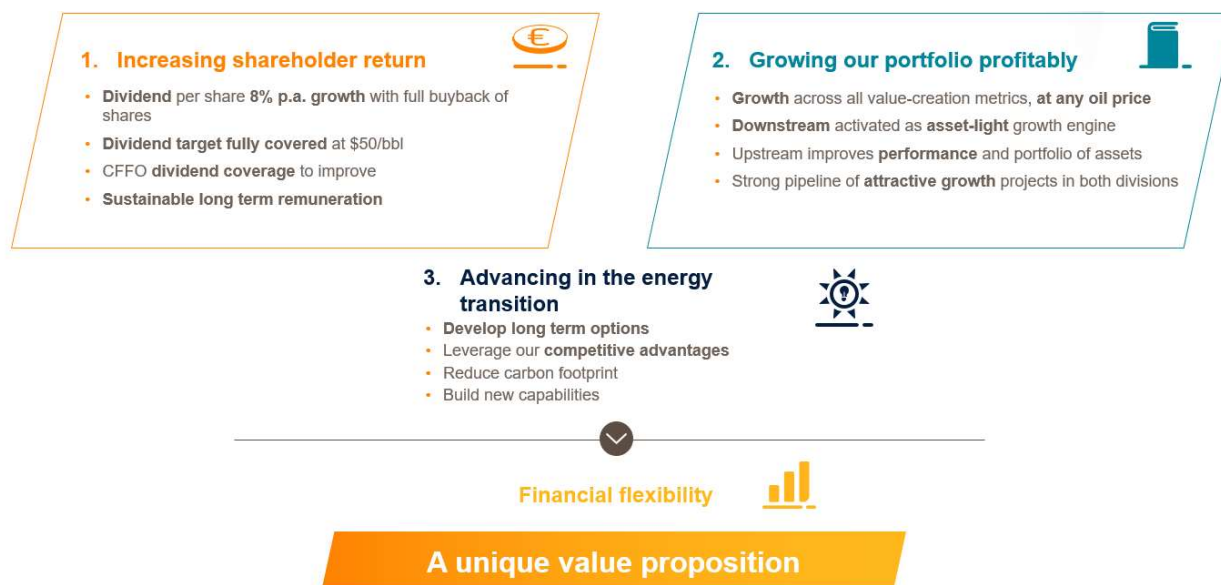 €
1. Increasing shareholder return
• Dividend per share 8% p.a. growth with full buyback of
shares
• Dividend target fully covered at $50/bbl
• CFFO dividend coverage to improve
• Sustainable long term remuneration
2. Growing our portfolio profitably
• Growth across all value-creation metrics, at any oil price
• Downstream activated as asset-light growth engine
• Upstream improves performance and portfolio of assets
• Strong pipeline of attractive growth projects in both divisions
3. Advancing in the energy
transition
• Develop long term options
• Leverage our competitive advantages
• Reduce carbon footprint
• Build new capabilities
Financial flexibility
A unique value proposition